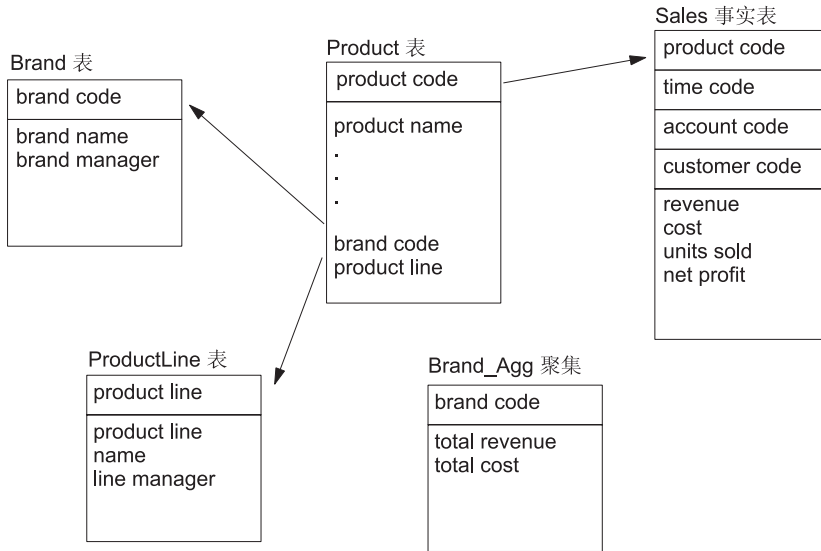 Brand 表
brand code
brand name
brand manager
Product 表
product code
product name
.
.
.
brand code
product line
Sales 事实表
product code
time code
account code
customer code
revenue
cost
units sold
net profit
ProductLine 表
product line
product line
name
line manager
Brand_Agg 聚集
brand code
total revenue
total cost